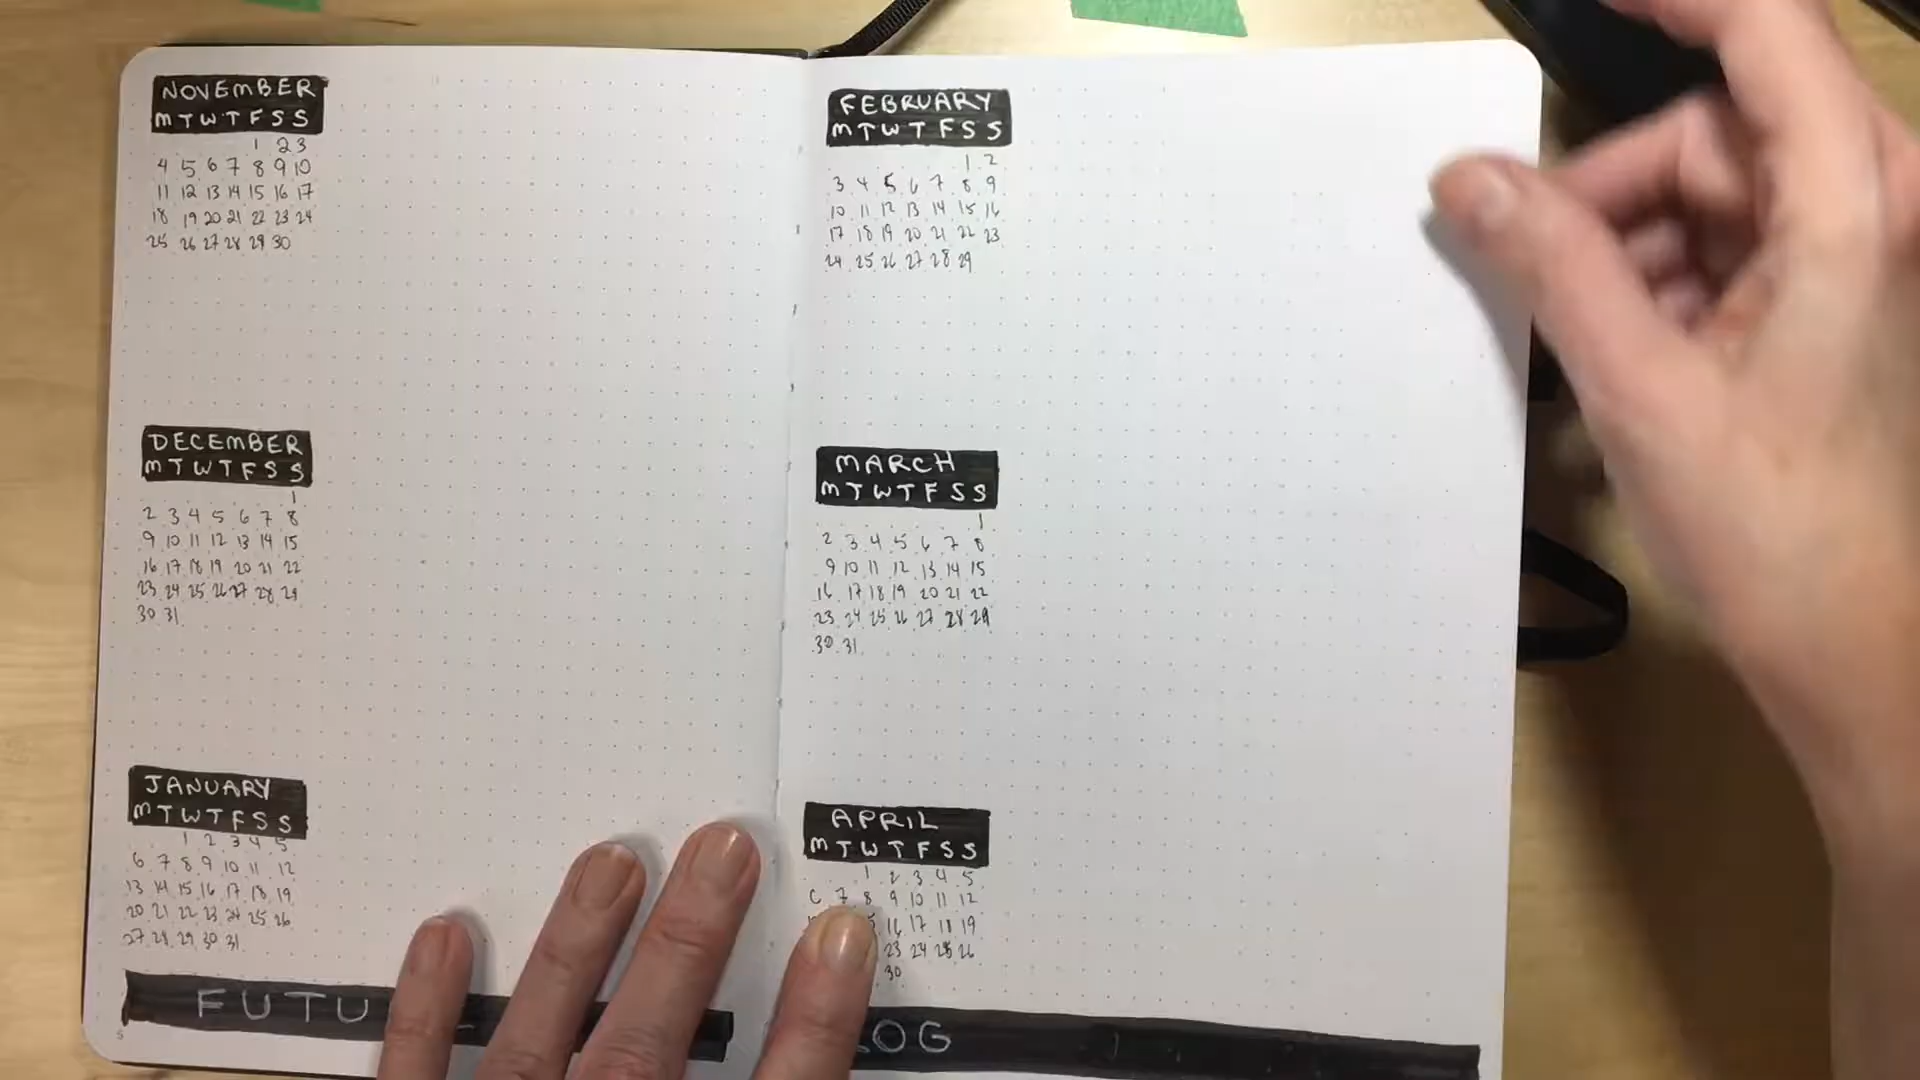 NOVEMBER
M T W T F S S
1 2 3
4 5 6 7 8 9 10
11 12 13 14 15 16 17
18 19 20 21 22 23 24
25 26 27 28 29 30
DECEMBER
M T W T F S S
1
2 3 4 5 6 7 8
9 10 11 12 13 14 15
16 17 18 19 20 21 22
23 24 25 26 27 28 29
30 31
JANUARY
M T W T F S S
1 2 3 4 5
6 7 8 9 10 11 12
13 14 15 16 17 18 19
20 21 22 23 24 25 26
27 28 29 30 31
FEBRUARY
M T W T F S S
1 2
3 4 5 6 7 8 9
10 11 12 13 14 15 16
17 18 19 20 21 22 23
24 25 26 27 28 29
MARCH
M T W T F S S
1
2 3 4 5 6 7 8
9 10 11 12 13 14 15
16 17 18 19 20 21 22
23 24 25 26 27 28 29
30 31
APRIL
M T W T F S S
1 2 3 4 5
6 7 8 9 10 11 12
16 17 18 19
23 24 25 26
30
FUTU
OG
5